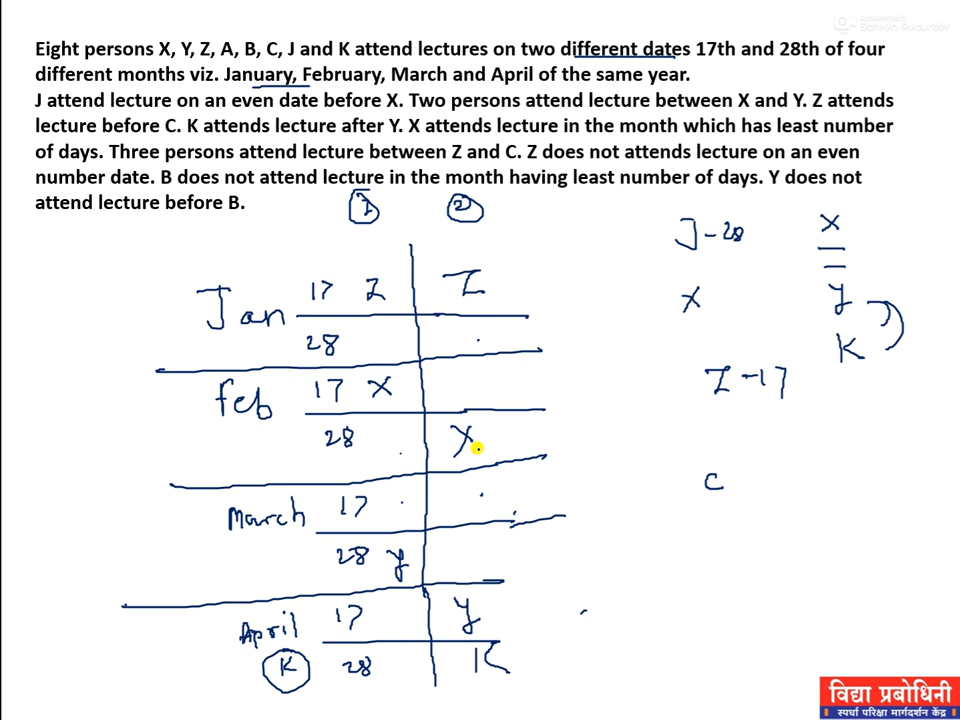 Eight persons X, Y, Z, A, B, C, J and K attend lectures on two different dates 17th and 28th of four
different months viz. January, February, March and April of the same year.
J attend lecture on an even date before X. Two persons attend lecture between X and Y. Z attends
lecture before C. K attends lecture after Y. X attends lecture in the month which has least number
of days. Three persons attend lecture between Z and C. Z does not attends lecture on an even
number date. B does not attend lecture in the month having least number of days. Y does not
attend lecture before B.
1 2
J - 28 X
Jan 17 Z Z
X Y
28
K
Feb 17 X
Z - 17
28 X
C
March 17
28 Y
April 17 Y
K 28 K
विद्या प्रबोधिनी
स्पर्धा परिक्षा मार्गदर्शन केंद्र